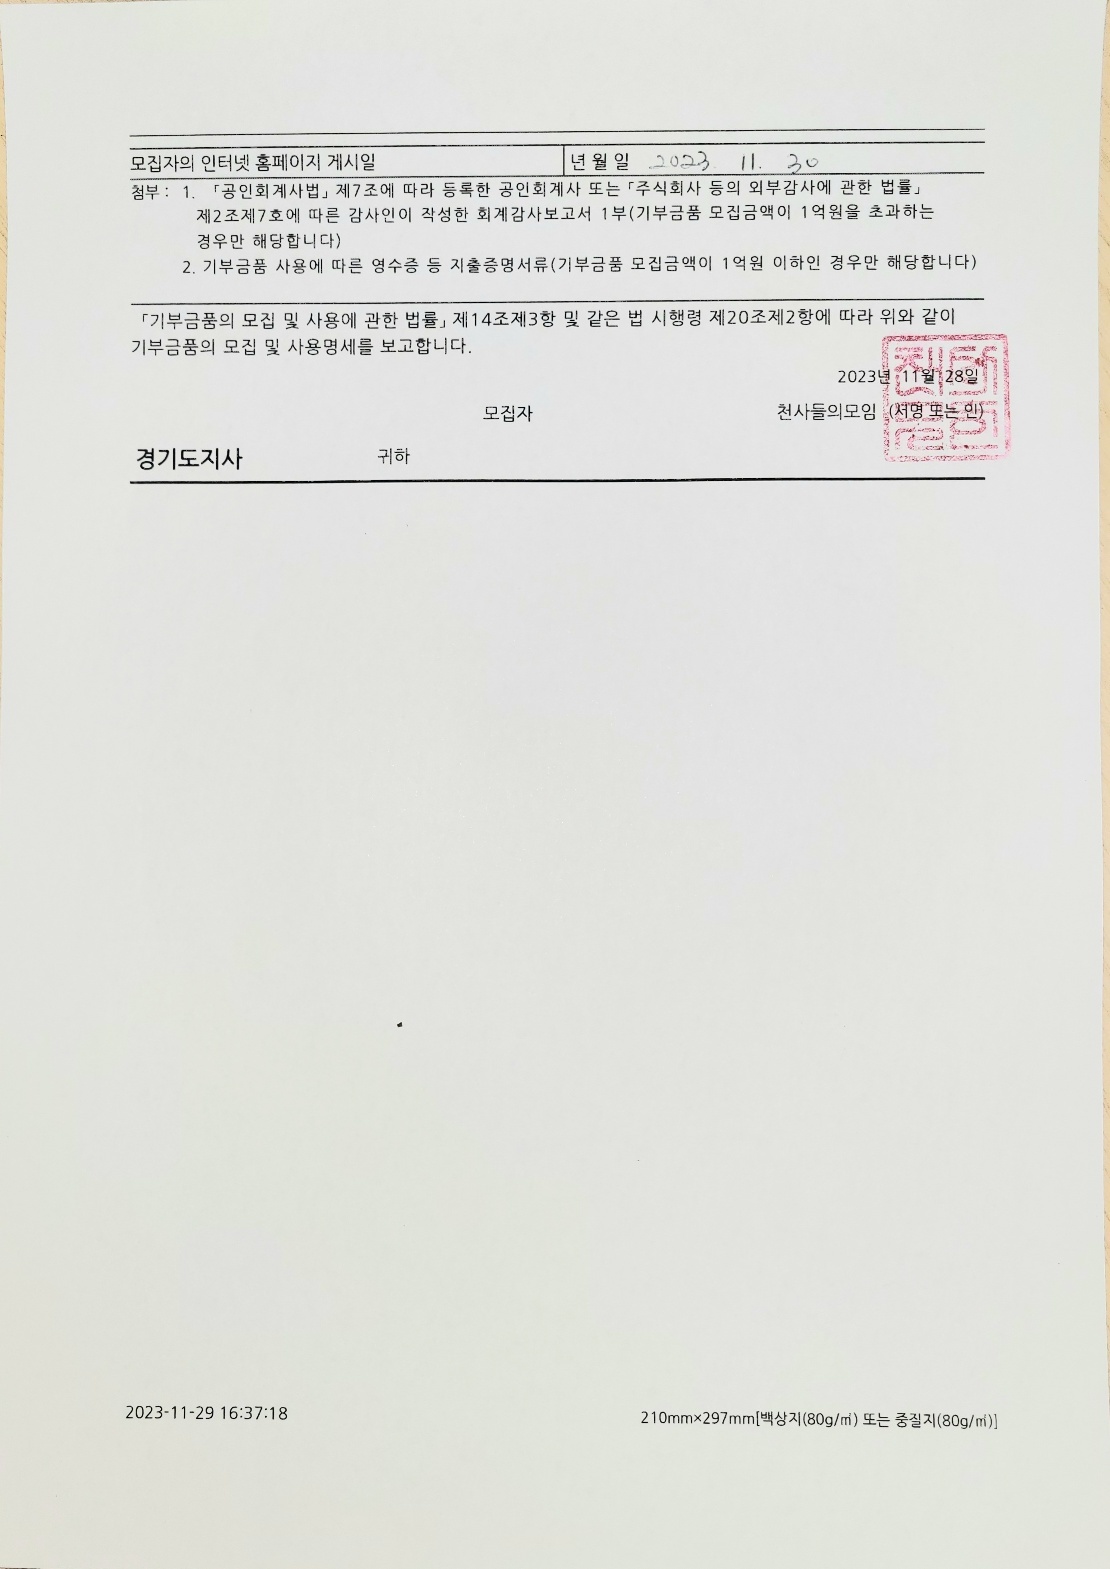 모집자의 인터넷 홈페이지 게시일 년 월 일 2023. 11. 30
첨부 : 1. 「공인회계사법」 제7조에 따라 등록한 공인회계사 또는 「주식회사 등의 외부감사에 관한 법률」
제2조제7호에 따른 감사인이 작성한 회계감사보고서 1부(기부금품 모집금액이 1억원을 초과하는
경우만 해당합니다)
2. 기부금품 사용에 따른 영수증 등 지출증명서류(기부금품 모집금액이 1억원 이하인 경우만 해당합니다)
「기부금품의 모집 및 사용에 관한 법률」 제14조제3항 및 같은 법 시행령 제20조제2항에 따라 위와 같이
기부금품의 모집 및 사용명세를 보고합니다.
2023년 11월 28일
모집자 천사들의모임 (서명 또는 인)
경기도지사 귀하
2023-11-29 16:37:18 210mm×297mm[백상지(80g/㎡) 또는 중질지(80g/㎡)]